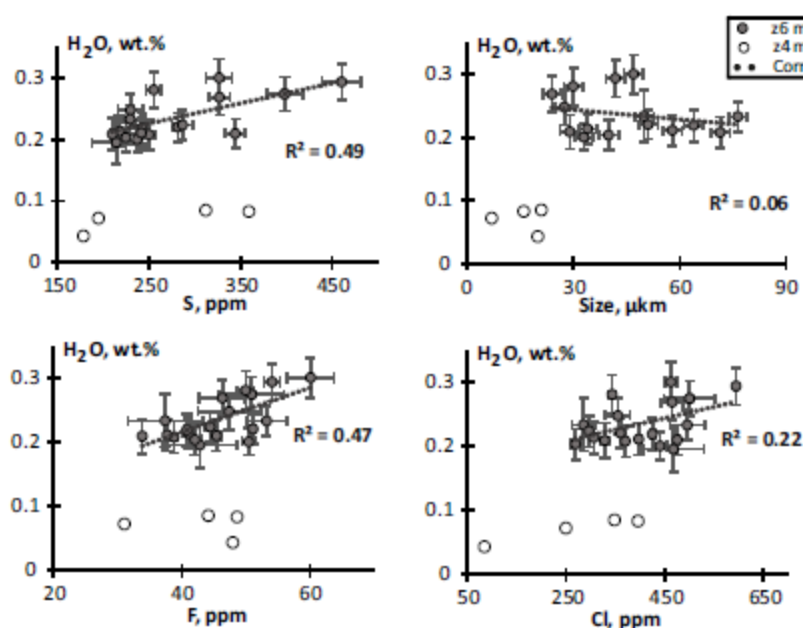 H2O, wt.%
0.3
0.2
0.1
0
150
250
350
450
S, ppm
R² = 0.49
H2O, wt.%
0.3
0.2
0.1
0
0
30
60
90
Size, µkm
R² = 0.06
z6 m
z4 m
H2O, wt.%
0.3
0.2
0.1
0
20
40
60
F, ppm
R² = 0.47
H2O, wt.%
0.3
0.2
0.1
0
50
250
450
650
Cl, ppm
R² = 0.22